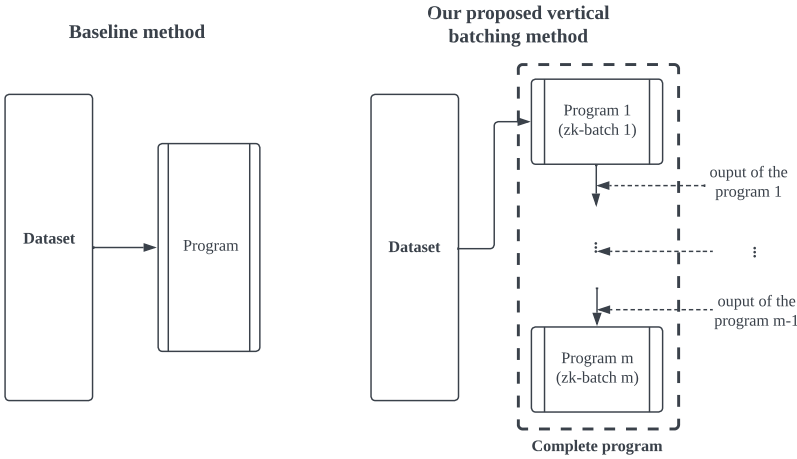 Baseline method
Our proposed vertical
batching method
Dataset
Program
Dataset
Program 1
(zk-batch 1)
ouput of the
program 1
ouput of the
program m-1
Program m
(zk-batch m)
Complete program